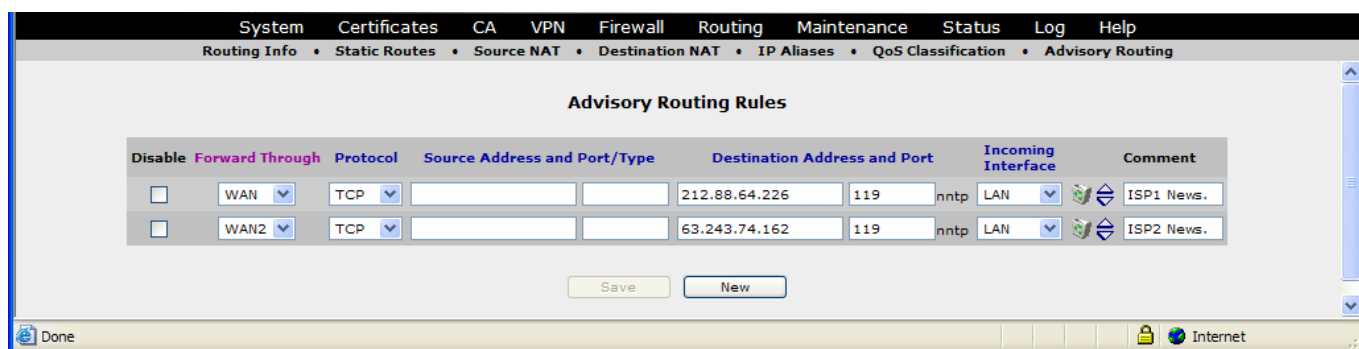 System Certificates CA VPN Firewall Routing Maintenance Status Log Help
Routing Info • Static Routes • Source NAT • Destination NAT • IP Aliases • QoS Classification • Advisory Routing
Advisory Routing Rules
Disable Forward Through Protocol Source Address and Port/Type Destination Address and Port Incoming Interface Comment
WAN TCP 212.88.64.226 119 nntp LAN ISP1 News.
WAN2 TCP 63.243.74.162 119 nntp LAN ISP2 News.
Save New
Done Internet